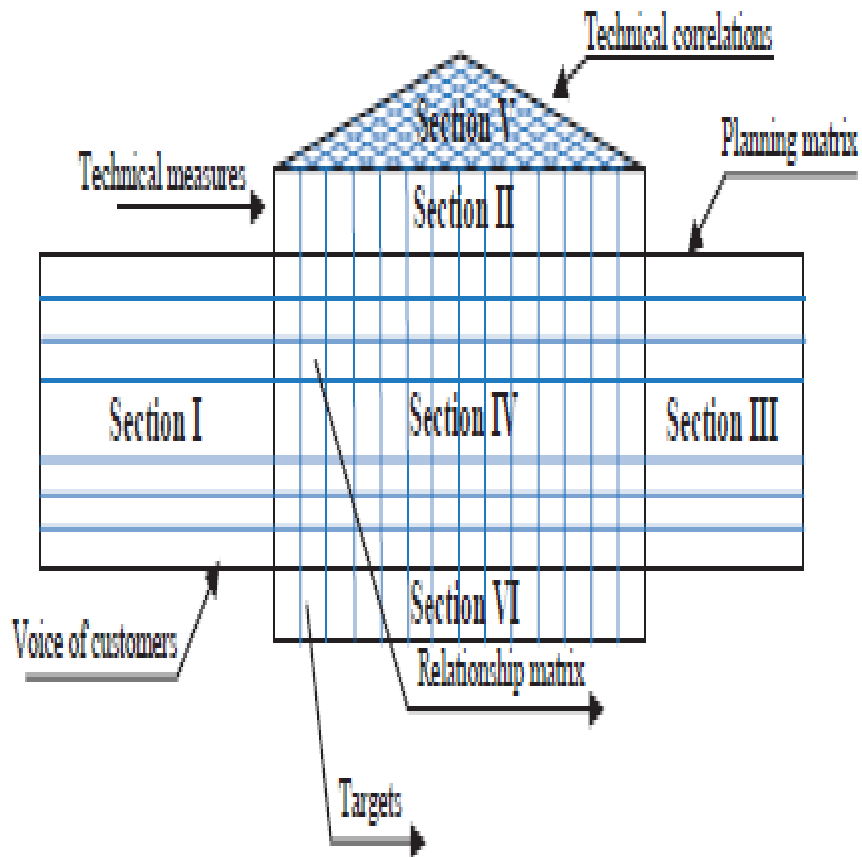 Technical correlations
Section V
Planning matrix
Technical measures
Section II
Section I
Section IV
Section III
Section VI
Voice of customers
Relationship matrix
Targets